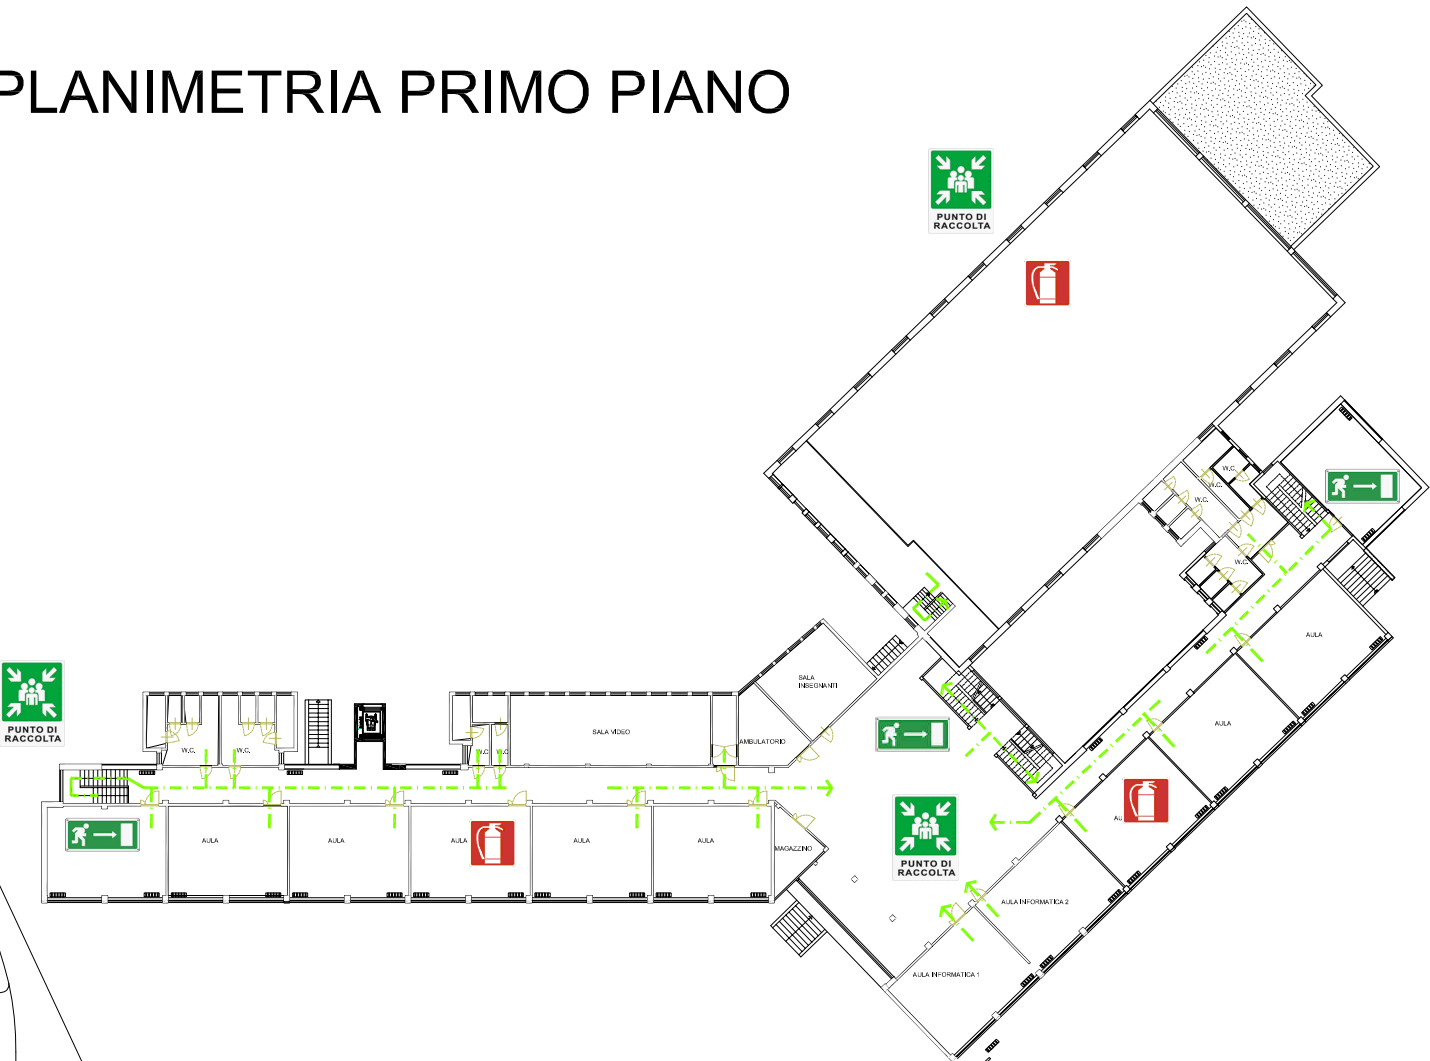 PLANIMETRIA PRIMO PIANO
PUNTO DI
RACCOLTA
W.C.
W.C.
W.C.
W.C.
AULA
SALA
INSEGNANTI
AULA
PUNTO DI
RACCOLTA
W.C.
W.C.
W.C.
W.C.
SALA VIDEO
AMBULATORIO
AULA
AULA
AULA
AULA
AULA
MAGAZZINO
AU
PUNTO DI
RACCOLTA
AULA INFORMATICA 2
AULA INFORMATICA 1